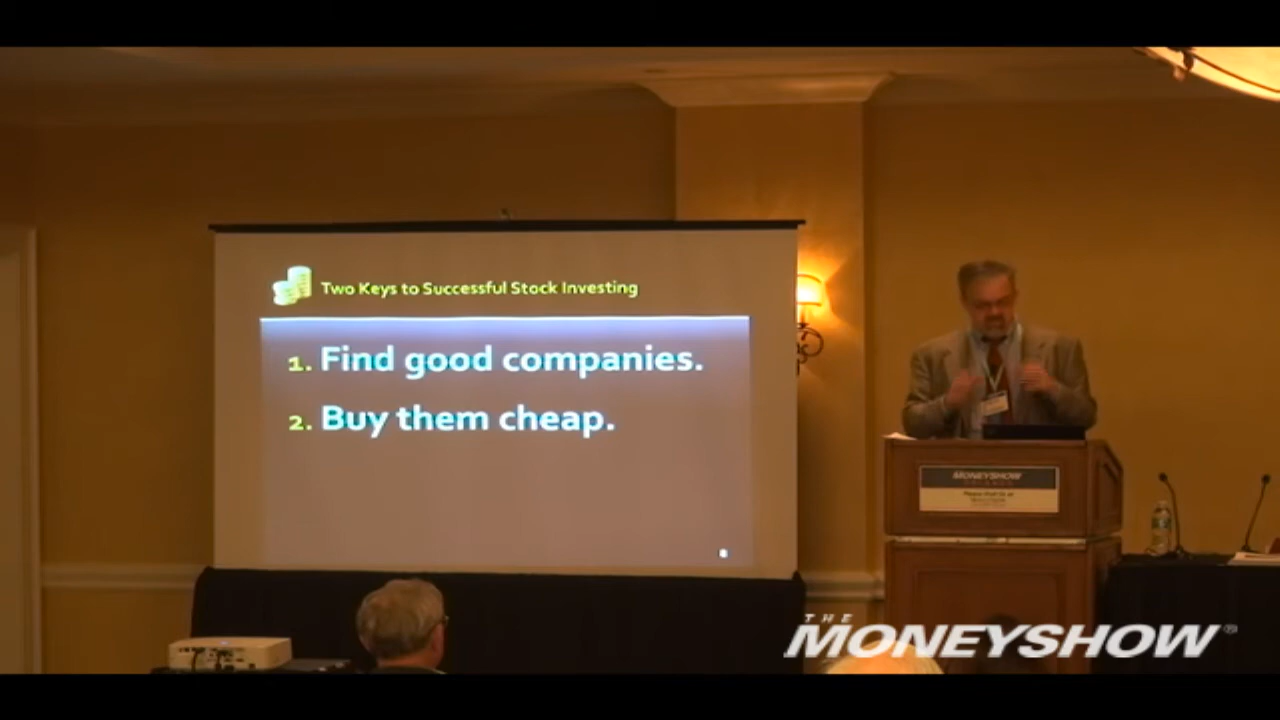 Two Keys to Successful Stock Investing
1. Find good companies.
2. Buy them cheap.
MONEYSHOW
THE
MONEYSHOW®